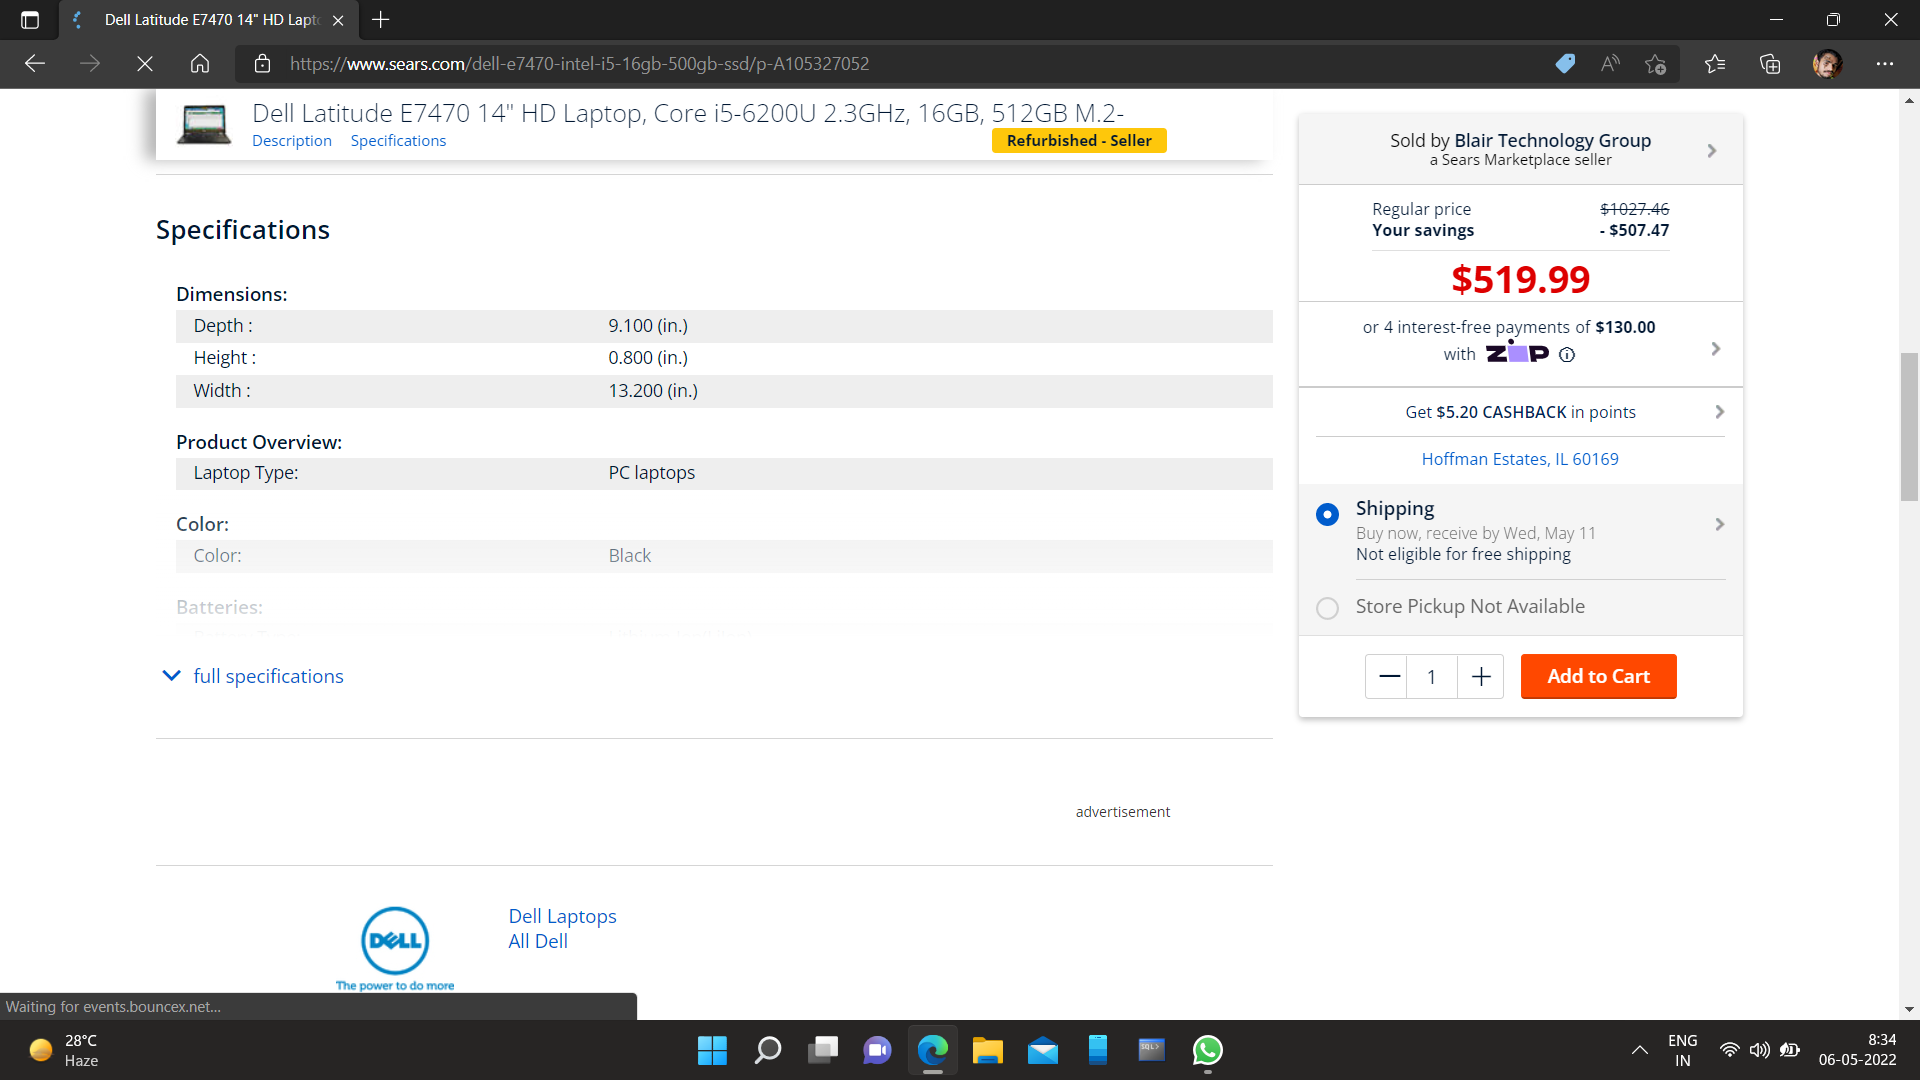 Dell Latitude E7470 14" HD Lapt
https://www.sears.com/dell-e7470-intel-i5-16gb-500gb-ssd/p-A105327052
Dell Latitude E7470 14" HD Laptop, Core i5-6200U 2.3GHz, 16GB, 512GB M.2-
Description Specifications
Refurbished - Seller
Specifications
Dimensions:
Depth : 9.100 (in.)
Height : 0.800 (in.)
Width : 13.200 (in.)
Product Overview:
Laptop Type: PC laptops
Color:
Color: Black
Batteries:
full specifications
advertisement
DELL
The power to do more
Dell Laptops
All Dell
Sold by Blair Technology Group
a Sears Marketplace seller
Regular price $1027.46
Your savings - $507.47
$519.99
or 4 interest-free payments of $130.00
with ZIP
Get $5.20 CASHBACK in points
Hoffman Estates, IL 60169
Shipping
Buy now, receive by Wed, May 11
Not eligible for free shipping
Store Pickup Not Available
1
Add to Cart
Waiting for events.bouncex.net...
28°C
Haze
SQL>
ENG
IN
8:34
06-05-2022